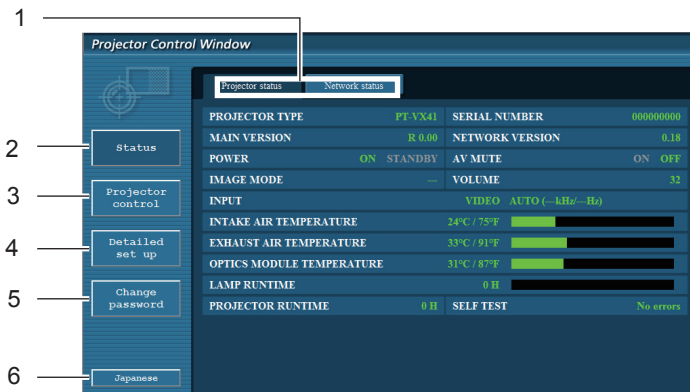 1
Projector Control Window
Projector status Network status
PROJECTOR TYPE PT-VX41 SERIAL NUMBER 000000000
MAIN VERSION R 0.00 NETWORK VERSION 0.18
2 Status
POWER ON STANDBY AV MUTE ON OFF
IMAGE MODE — VOLUME 32
3 Projector
control
INPUT VIDEO AUTO (—kHz/—Hz)
INTAKE AIR TEMPERATURE 24°C / 75°F
4 Detailed
set up
EXHAUST AIR TEMPERATURE 33°C / 91°F
OPTICS MODULE TEMPERATURE 31°C / 87°F
5 Change
password
LAMP RUNTIME 0 H
PROJECTOR RUNTIME 0 H SELF TEST No errors
6 Japanese